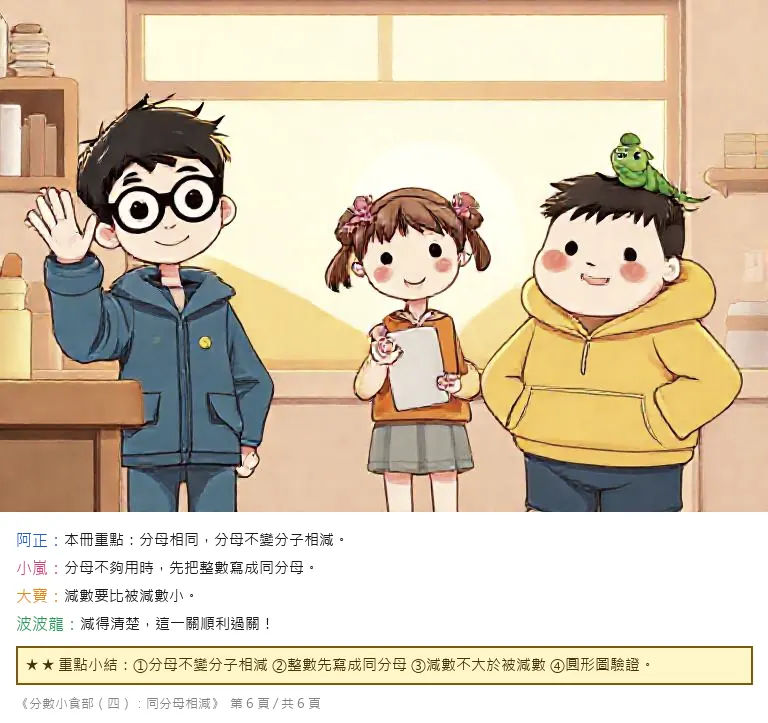 阿正：本冊重點：分母相同，分母不變分子相減。
小嵐：分母不夠用時，先把整數寫成同分母。
大寶：減數要比被減數小。
波波龍：減得清楚，這一關順利過關！
★★重點小結：①分母不變分子相減 ②整數先寫成同分母 ③減數不大於被減數 ④圓形圖驗證。
《分數小食部（四）：同分母相減》 第 6 頁 / 共 6 頁